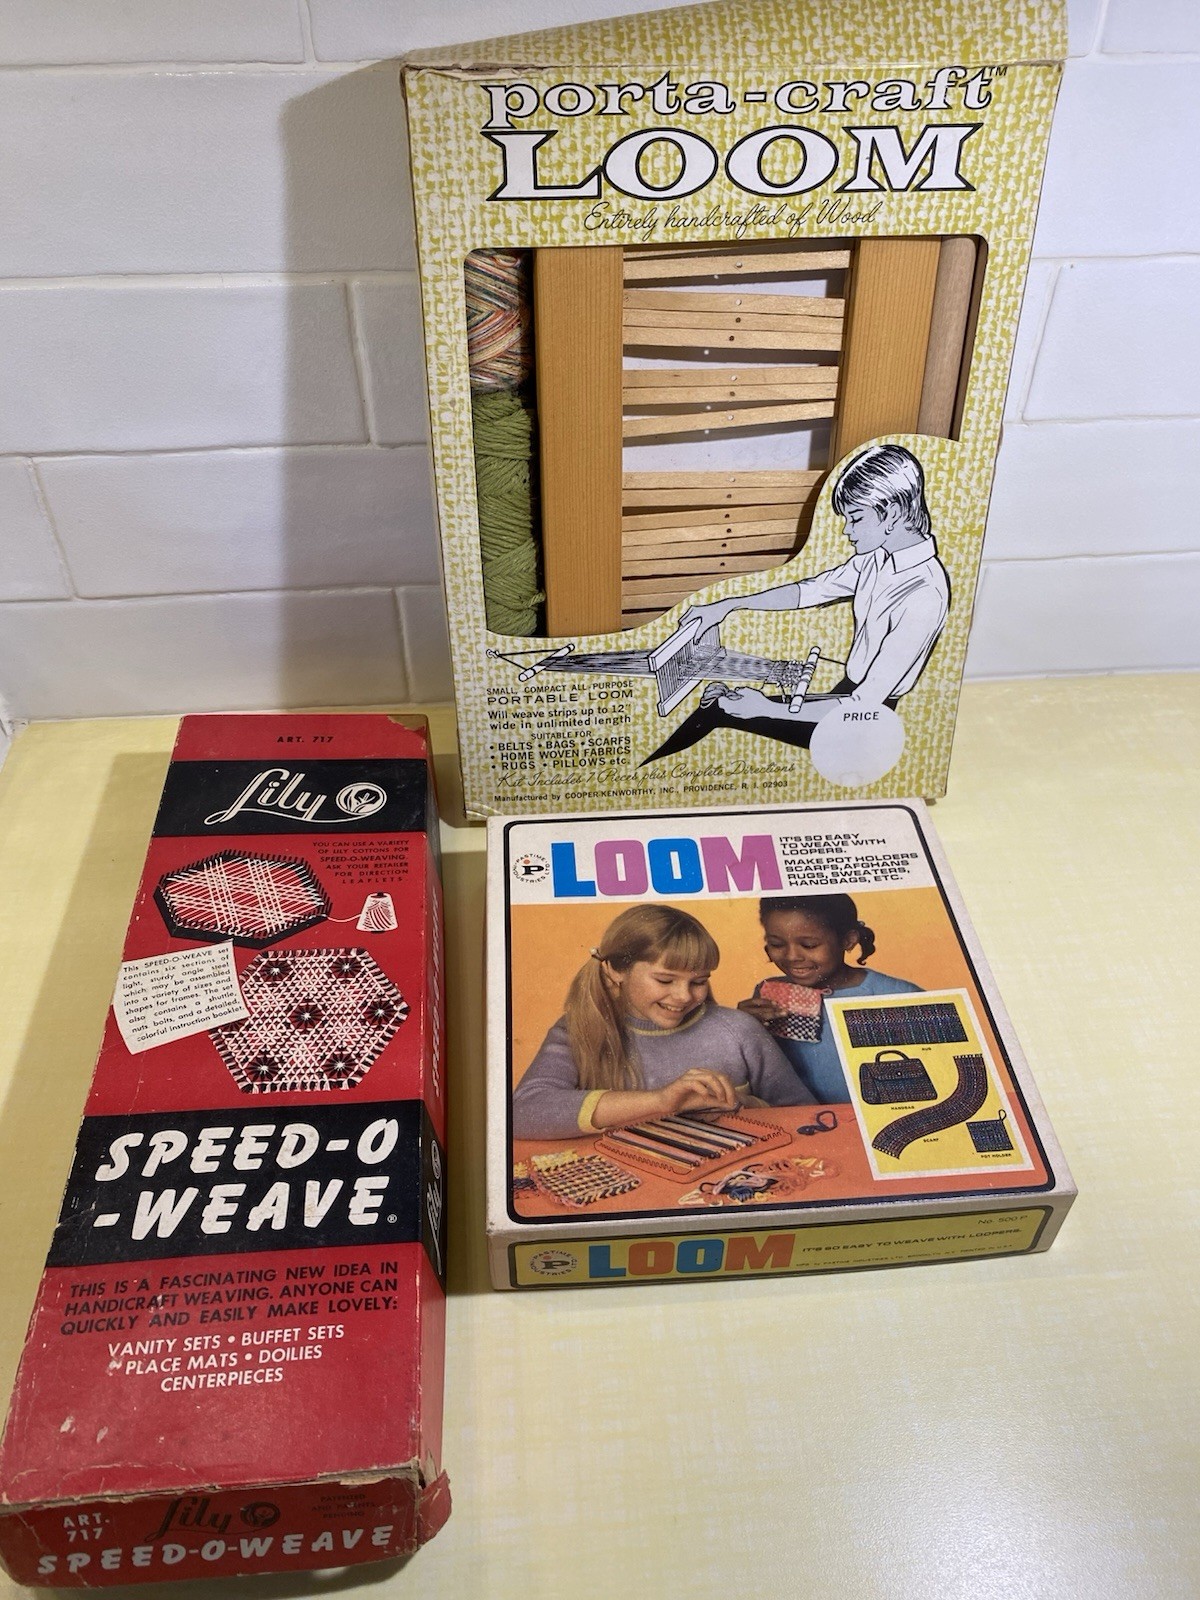 porta-craft™
LOOM
Entirely handcrafted of Wood
SMALL, COMPACT ALL-PURPOSE
PORTABLE LOOM
Will weave strips up to 12"
wide in unlimited length
SUITABLE FOR
• BELTS • BAGS • SCARFS
• HOME WOVEN FABRICS
• RUGS • PILLOWS etc.
Kit Includes 7 Pieces plus Complete Directions
Manufactured by COOPER-KENWORTHY, INC., PROVIDENCE, R. I. 02903
PRICE
ART. 717
Lily
YOU CAN USE A VARIETY
OF LILY COTTONS FOR
SPEED-O-WEAVING.
ASK YOUR RETAILER
FOR DIRECTION
LEAFLETS.
This SPEED-O-WEAVE set
contains six sections of
light, sturdy angle steel
which may be assembled
into a variety of sizes and
shapes for frames. The set
also contains a shuttle,
nuts, bolts, and a detailed,
colorful instruction booklet.
SPEED-O
-WEAVE®
THIS IS A FASCINATING NEW IDEA IN
HANDICRAFT WEAVING. ANYONE CAN
QUICKLY AND EASILY MAKE LOVELY:
VANITY SETS • BUFFET SETS
PLACE MATS • DOILIES
CENTERPIECES
ART.
717
Lily
SPEED-O-WEAVE
PASTIME
P
INDUSTRIES LTD.
LOOM
IT'S SO EASY
TO WEAVE WITH
LOOPERS.
MAKE POT HOLDERS
SCARFS, AFGHANS
RUGS, SWEATERS,
HANDBAGS, ETC.
RUG
HANDBAG
SCARF
POT HOLDER
No. 500 P
P
LOOM
IT'S SO EASY TO WEAVE WITH LOOPERS.